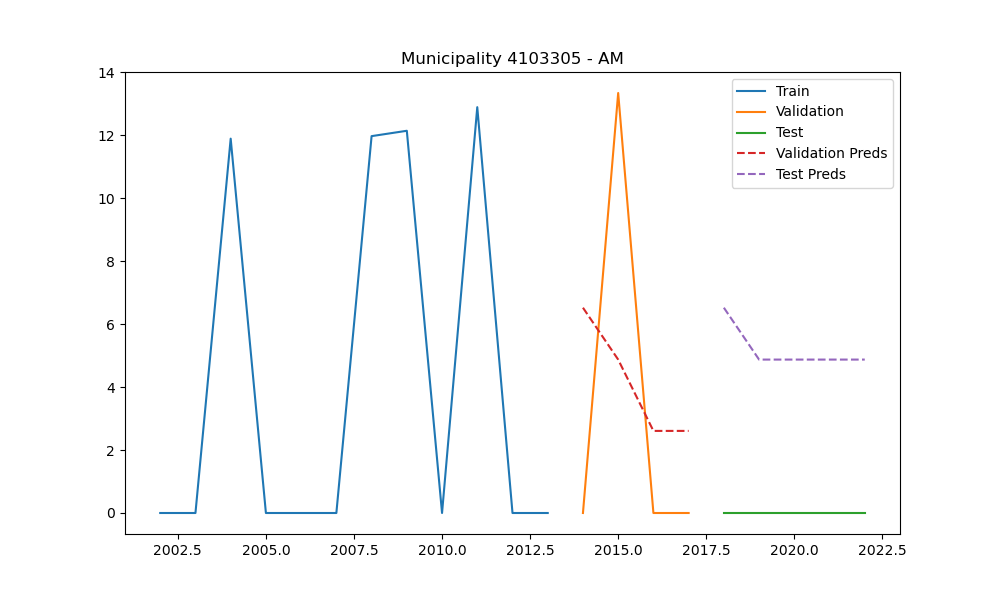 Municipality 4103305 - AM
14
12
10
8
6
4
2
0
2002.5 2005.0 2007.5 2010.0 2012.5 2015.0 2017.5 2020.0 2022.5
Train
Validation
Test
Validation Preds
Test Preds